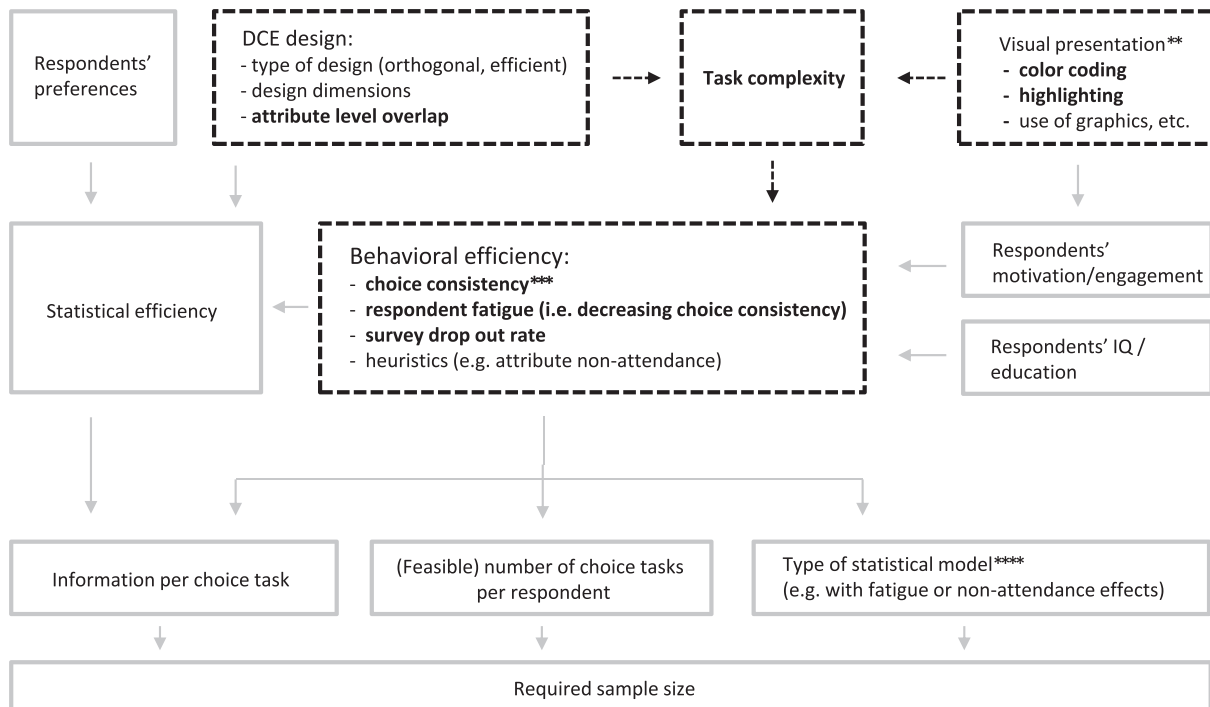 Respondents'
preferences
DCE design:
- type of design (orthogonal, efficient)
- design dimensions
- attribute level overlap
Task complexity
Visual presentation**
- color coding
- highlighting
- use of graphics, etc.
Statistical efficiency
Behavioral efficiency:
- choice consistency***
- respondent fatigue (i.e. decreasing choice consistency)
- survey drop out rate
- heuristics (e.g. attribute non-attendance)
Respondents'
motivation/engagement
Respondents' IQ /
education
Information per choice task
(Feasible) number of choice tasks
per respondent
Type of statistical model****
(e.g. with fatigue or non-attendance effects)
Required sample size